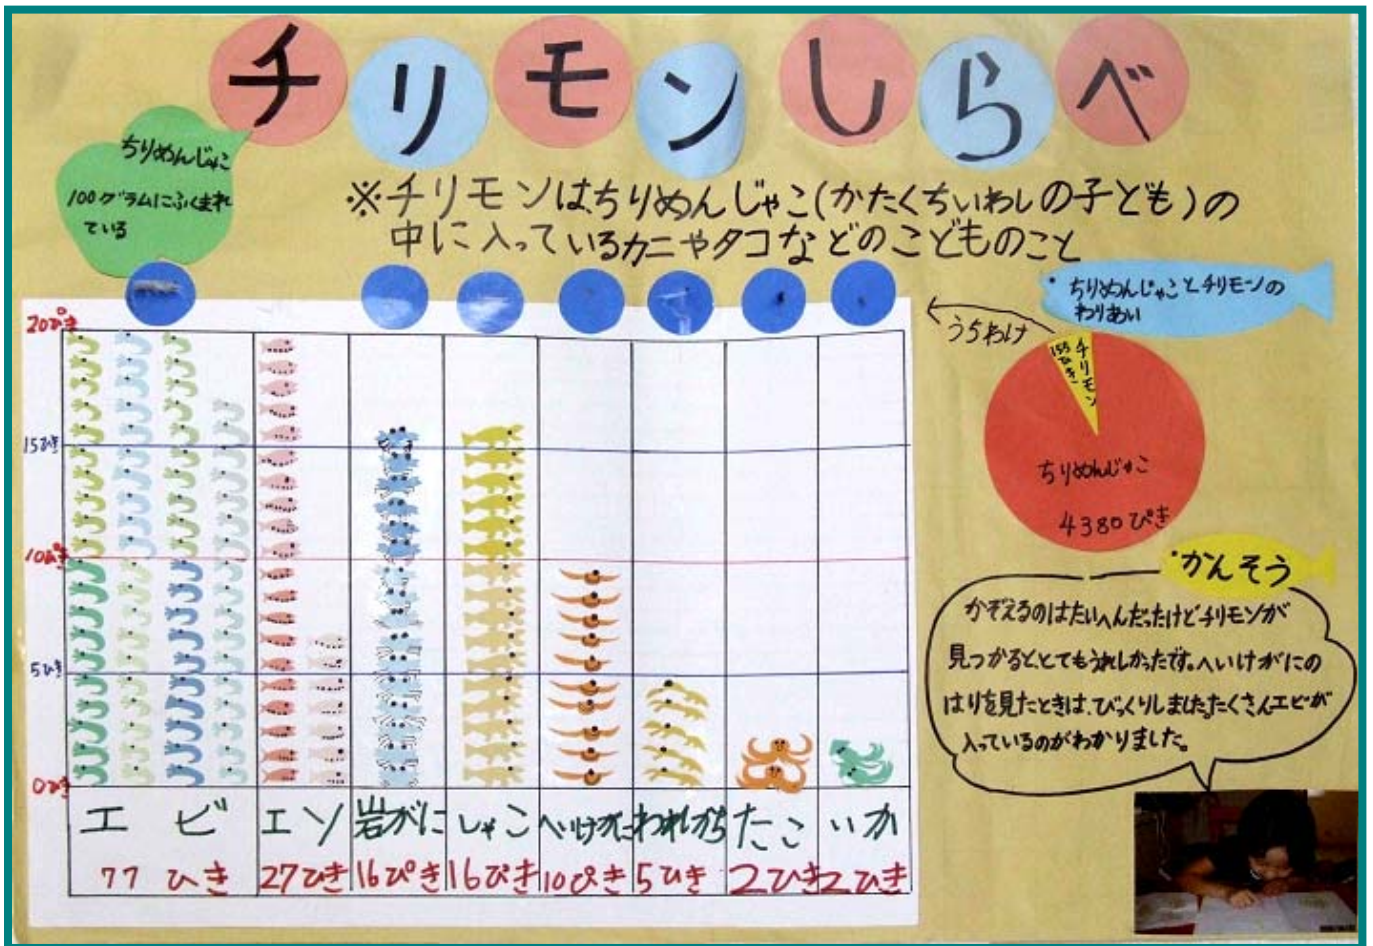 チリモンしらべ
ちりめんじゃこ
100グラムにふくまれ
ている
※チリモンはちりめんじゃこ(かたくちいわしの子ども)の
中に入っているカニやタコなどのこどものこと
ちりめんじゃことチリモンの
わりあい
うちわけ
チリモン
155ひき
ちりめんじゃこ
4380ぴき
20ぴき
15ひき
10ぴき
5ひき
0ひき
エビ エソ 岩がに しゃこ へいけがに われから たこ いか
77ひき 27ひき 16ぴき 16ぴき 10ぴき 5ひき 2ひき 2ひき
かんそう
かぞえるのはたいへんだったけどチリモンが
見つかるととてもうれしかったです。へいけがにの
はりを見たときは、びっくりしました。たくさんエビが
入っているのがわかりました。